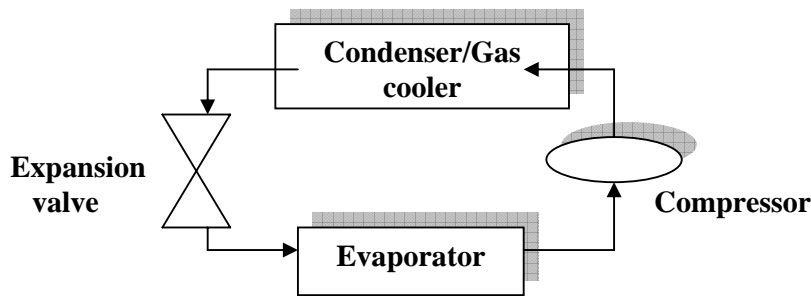 Condenser/Gas
cooler
Expansion
valve
Compressor
Evaporator